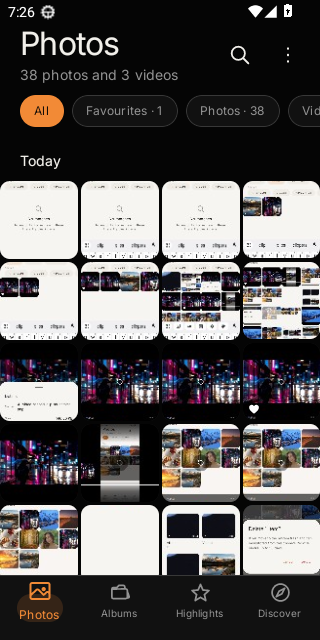 7:26
Photos
38 photos and 3 videos
All
Favourites · 1
Photos · 38
Vid
Today
Photos
Albums
Highlights
Discover